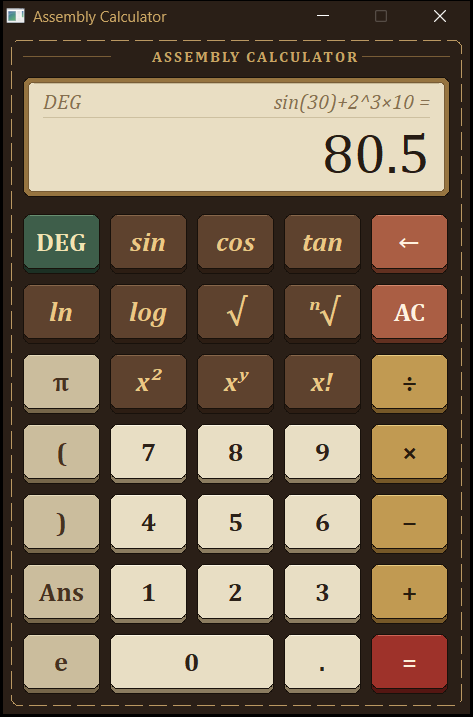 Assembly Calculator
ASSEMBLY CALCULATOR
DEG sin(30)+2^3×10 =
80.5
DEG sin cos tan ←
ln log √ ⁿ√
AC
π x² xʸ x! ÷
( 7 8 9 ×
) 4 5 6 −
Ans 1 2 3 +
e 0 . =